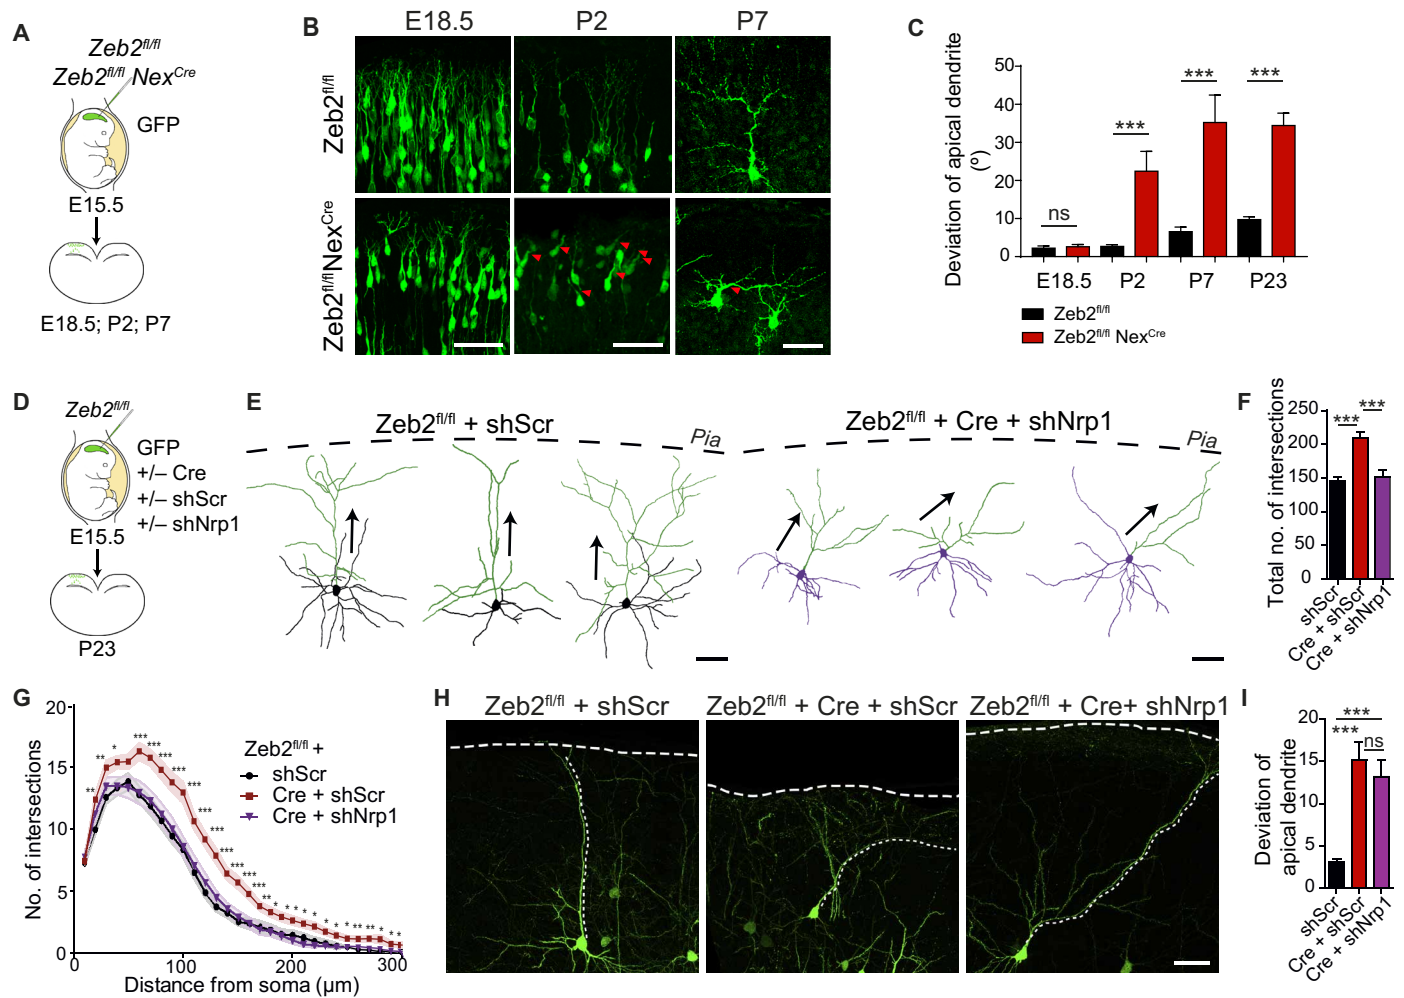 A
Zeb2fl/fl
Zeb2fl/fl NexCre
GFP
E15.5
E18.5; P2; P7
B
E18.5
P2
P7
Zeb2fl/fl
Zeb2fl/flNexCre
C
Deviation of apical dendrite
(º)
50
40
30
20
10
0
ns
***
***
***
E18.5
P2
P7
P23
Zeb2fl/fl
Zeb2fl/fl NexCre
D
Zeb2fl/fl
GFP
+/– Cre
+/– shScr
+/– shNrp1
E15.5
P23
E
Zeb2fl/fl + shScr
Pia
Zeb2fl/fl + Cre + shNrp1
Pia
F
Total no. of intersections
250
200
150
100
50
0
***
***
shScr
Cre + shScr
Cre + shNrp1
G
No. of intersections
20
15
10
5
0
** ** * *** *** *** *** *** *** *** *** *** *** *** *** ** * * * * * * * ** ** ** * *
Zeb2fl/fl +
shScr
Cre + shScr
Cre + shNrp1
0
100
200
300
Distance from soma (µm)
H
Zeb2fl/fl + shScr
Zeb2fl/fl + Cre + shScr
Zeb2fl/fl + Cre+ shNrp1
I
Deviation of
apical dendrite
20
15
10
5
0
***
***
ns
shScr
Cre + shScr
Cre + shNrp1